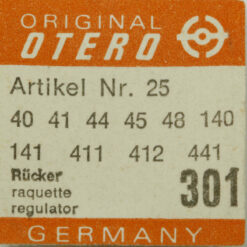 ORIGINAL
OTERO
Artikel Nr. 25
40 41 44 45 48 140
141 411 412 441
Rücker
raquette
regulator
301
GERMANY